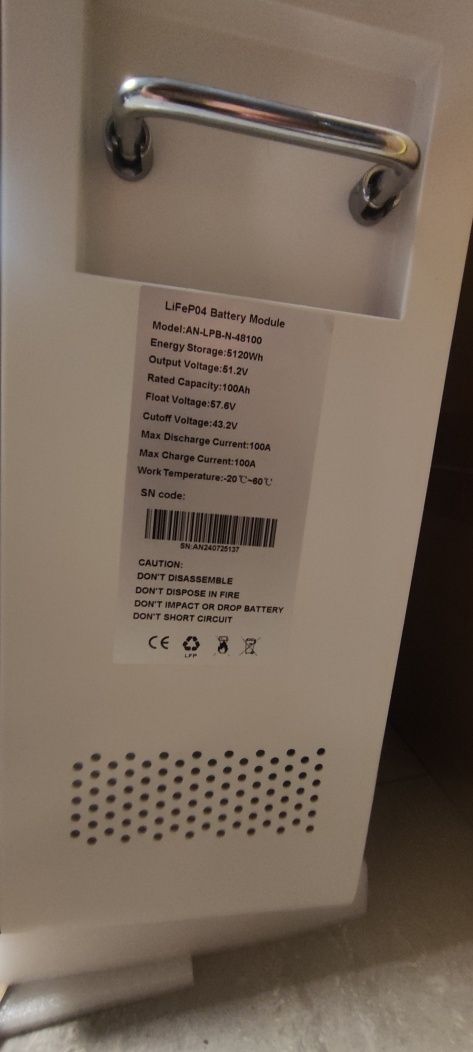 LiFeP04 Battery Module
Model:AN-LPB-N-48100
Energy Storage:5120Wh
Output Voltage:51.2V
Rated Capacity:100Ah
Float Voltage:57.6V
Cutoff Voltage:43.2V
Max Discharge Current:100A
Max Charge Current:100A
Work Temperature:-20℃~60℃
SN code:
SN:AN240725137
CAUTION:
DON'T DISASSEMBLE
DON'T DISPOSE IN FIRE
DON'T IMPACT OR DROP BATTERY
DON'T SHORT CIRCUIT
CE
LFP